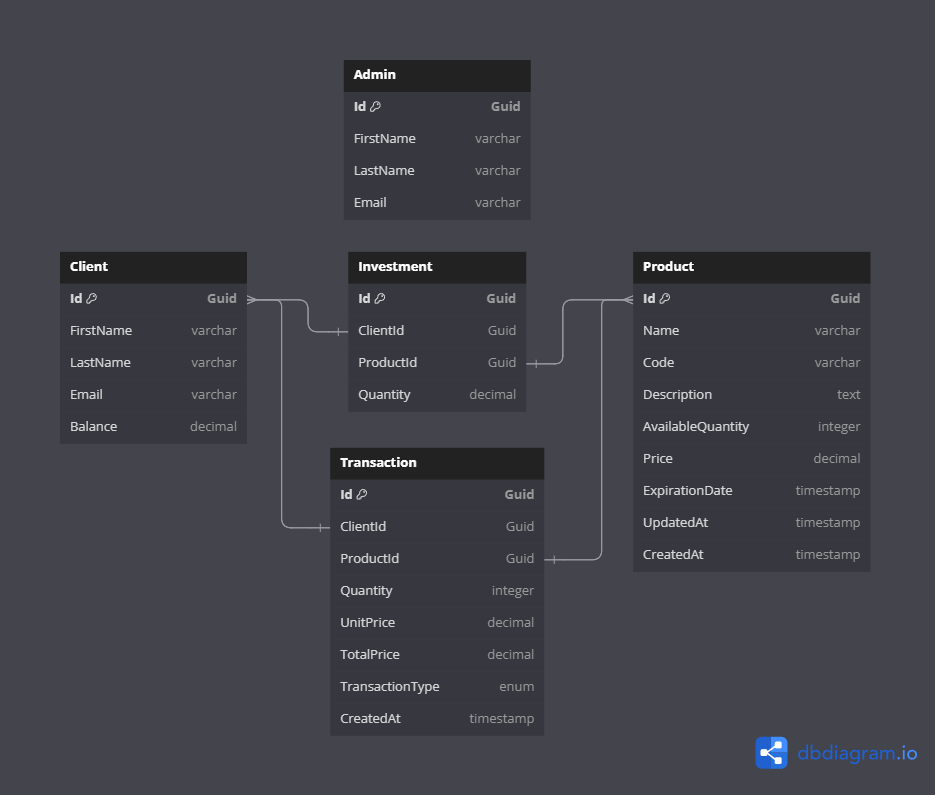 Admin
Id Guid
FirstName varchar
LastName varchar
Email varchar
Client
Id Guid
FirstName varchar
LastName varchar
Email varchar
Balance decimal
Investment
Id Guid
ClientId Guid
ProductId Guid
Quantity decimal
Product
Id Guid
Name varchar
Code varchar
Description text
AvailableQuantity integer
Price decimal
ExpirationDate timestamp
UpdatedAt timestamp
CreatedAt timestamp
Transaction
Id Guid
ClientId Guid
ProductId Guid
Quantity integer
UnitPrice decimal
TotalPrice decimal
TransactionType enum
CreatedAt timestamp
dbdiagram.io